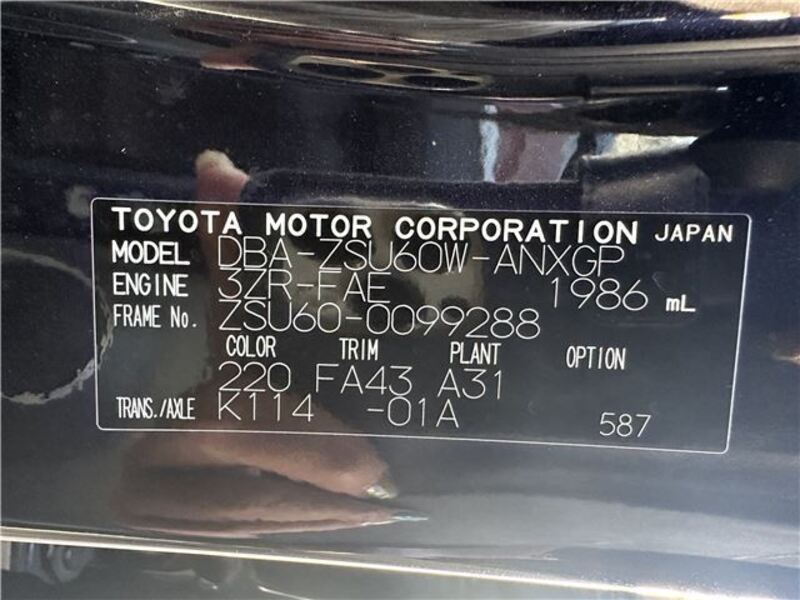 TOYOTA MOTOR CORPORATION JAPAN
MODEL DBA-ZSU60W-ANXGP
ENGINE 3ZR-FAE 1986 mL
FRAME No. ZSU60-0099288
COLOR TRIM PLANT OPTION
220 FA43 A31
TRANS./AXLE K114 -01A 587